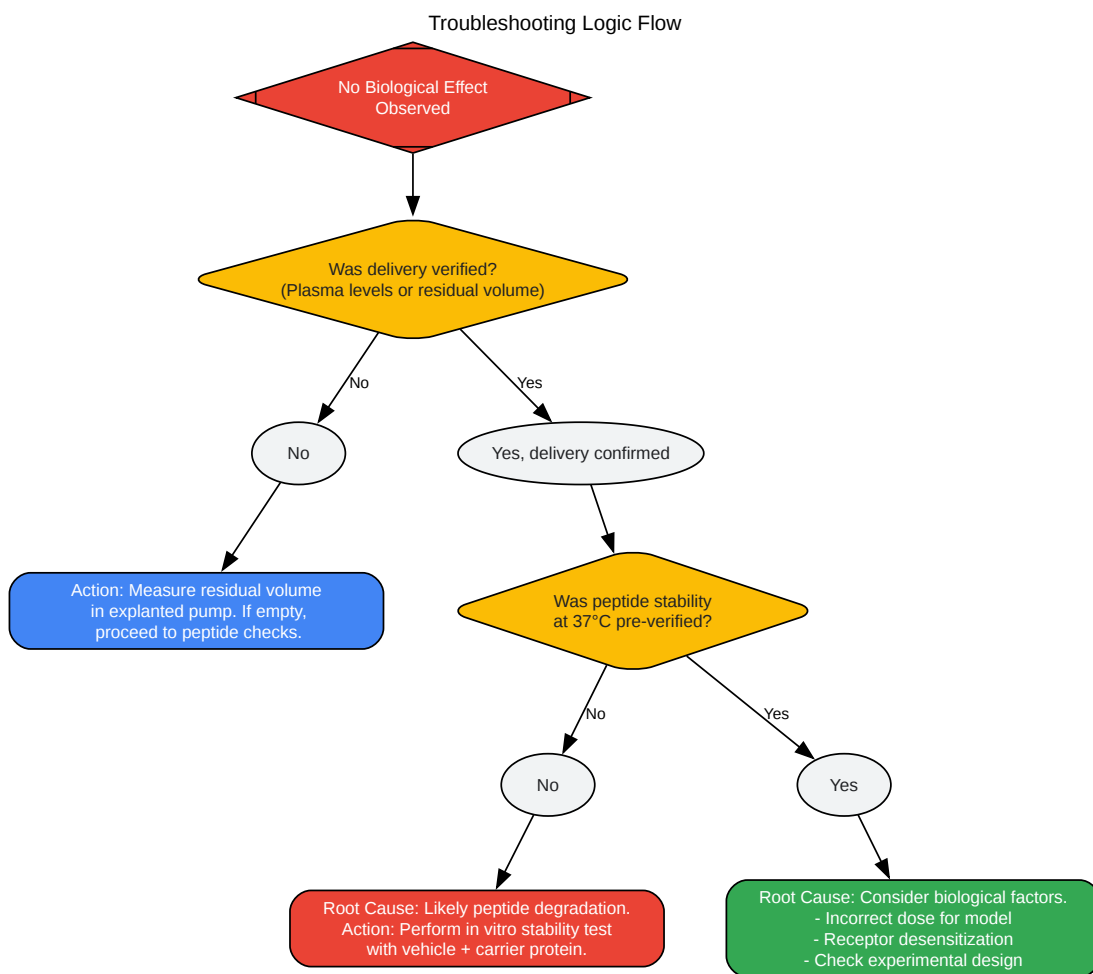 Troubleshooting Logic Flow
No Biological Effect
Observed
Was delivery verified?
(Plasma levels or residual volume)
No
Yes
No
Yes, delivery confirmed
Action: Measure residual volume
in explanted pump. If empty,
proceed to peptide checks.
Was peptide stability
at 37°C pre-verified?
No
Yes
No
Yes
Root Cause: Likely peptide degradation.
Action: Perform in vitro stability test
with vehicle + carrier protein.
Root Cause: Consider biological factors.
- Incorrect dose for model
- Receptor desensitization
- Check experimental design